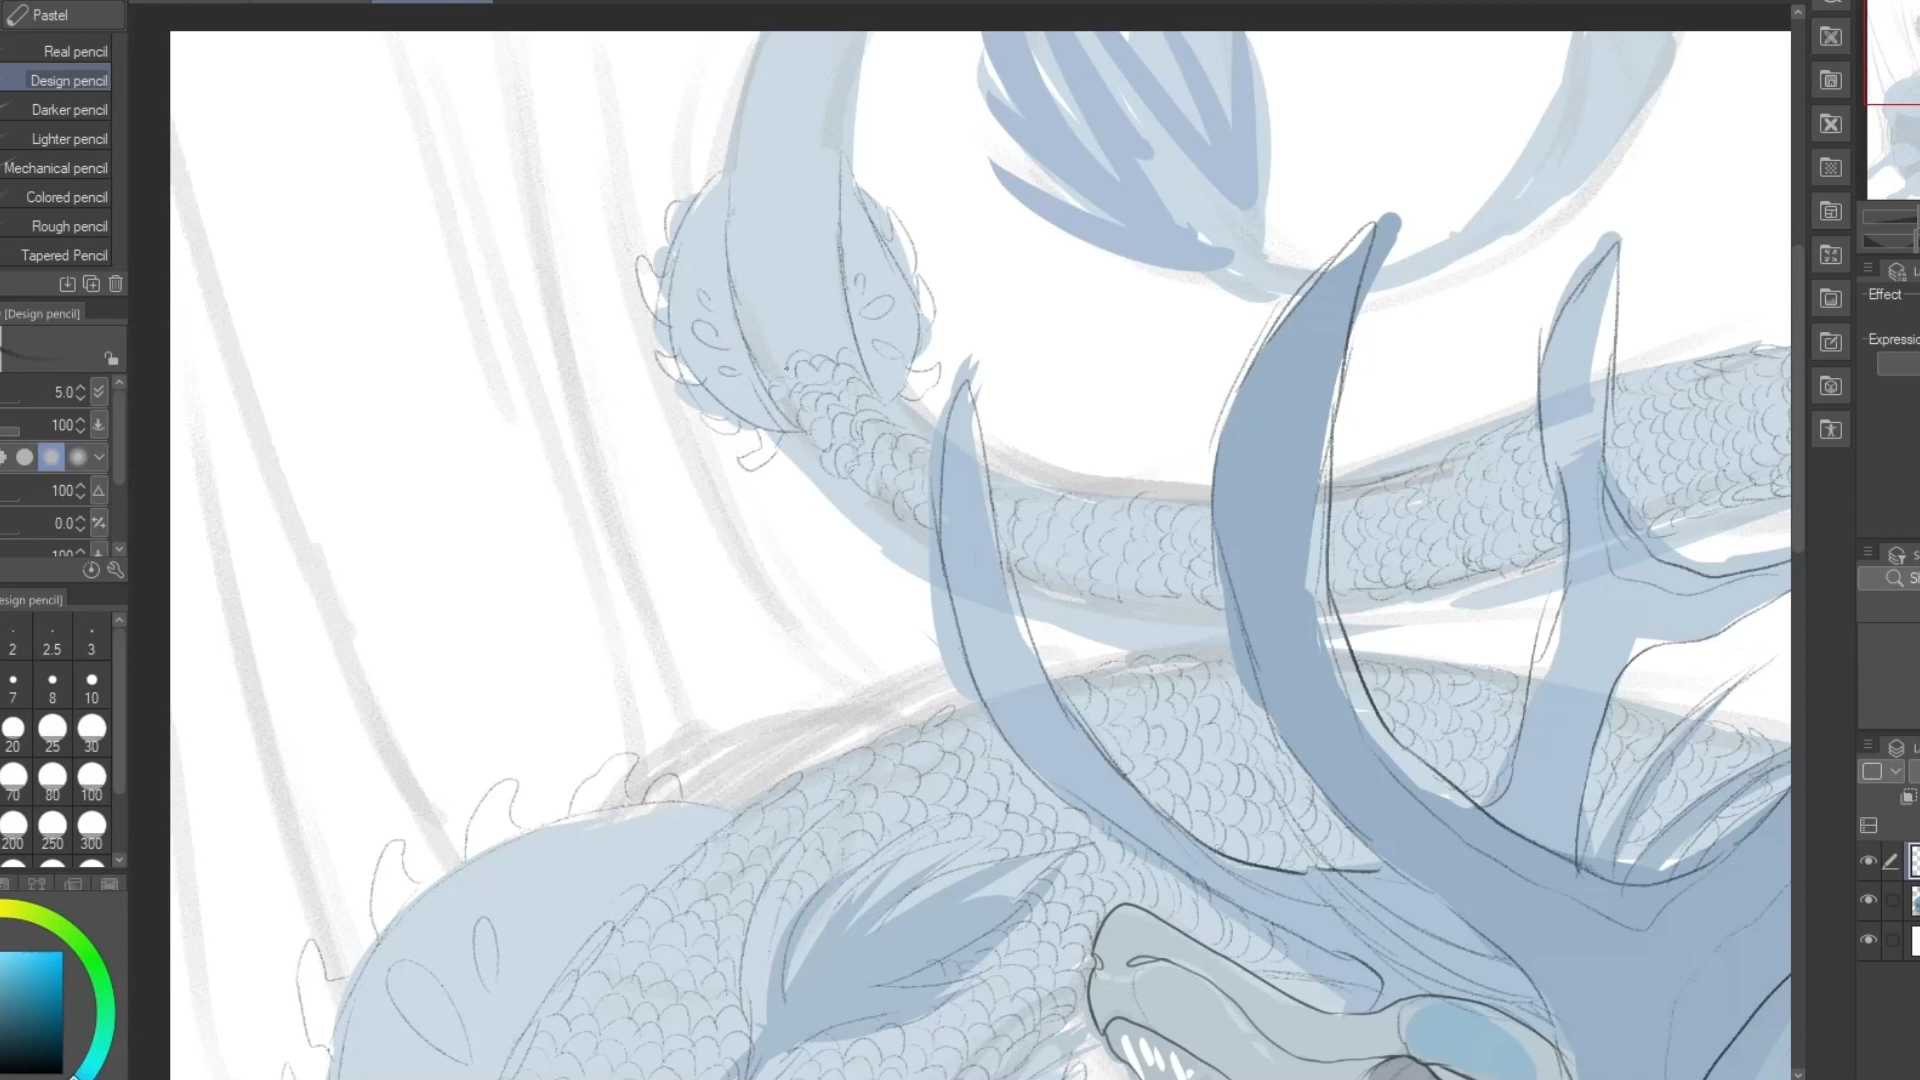 Pastel
Real pencil
Design pencil
Darker pencil
Lighter pencil
Mechanical pencil
Colored pencil
Rough pencil
Tapered Pencil
[Design pencil]
5.0
100
100
0.0
100
esign pencil]
2 2.5 3
7 8 10
20 25 30
70 80 100
200 250 300
Effect
Expressio